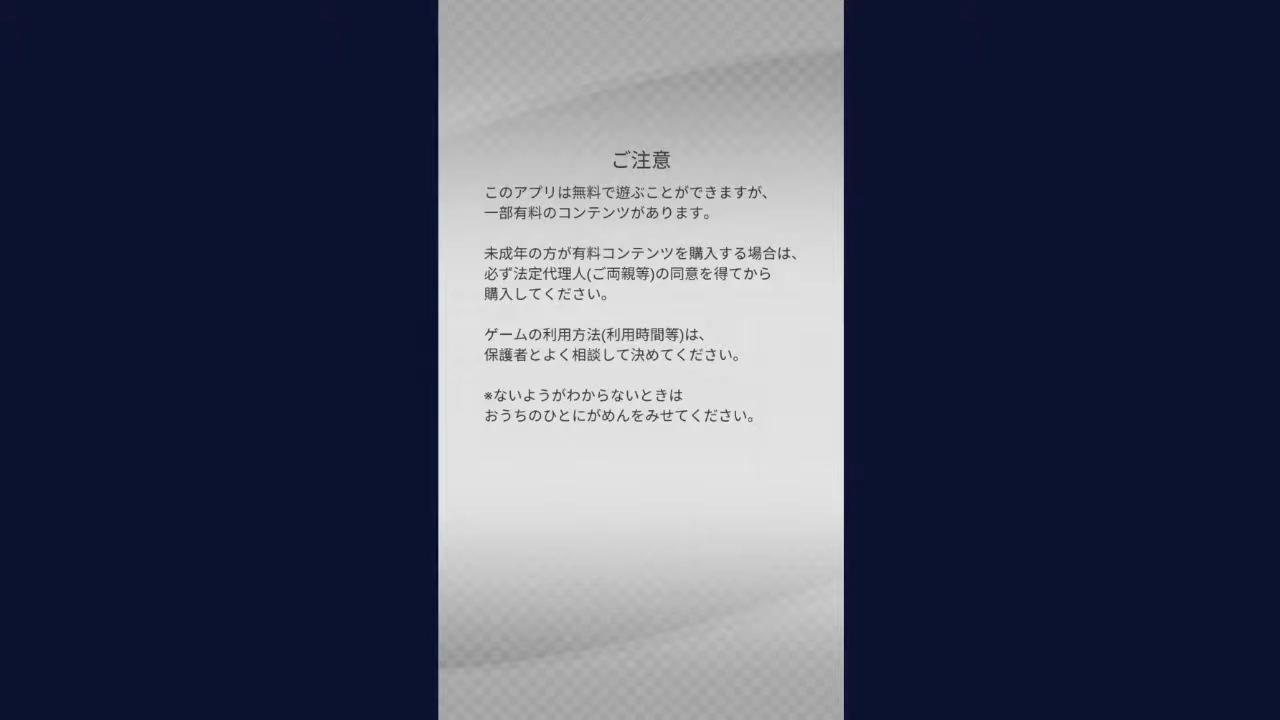 ご注意
このアプリは無料で遊ぶことができますが、
一部有料のコンテンツがあります。
未成年の方が有料コンテンツを購入する場合は、
必ず法定代理人(ご両親等)の同意を得てから
購入してください。
ゲームの利用方法(利用時間等)は、
保護者とよく相談して決めてください。
※ないようがわからないときは
おうちのひとにがめんをみせてください。